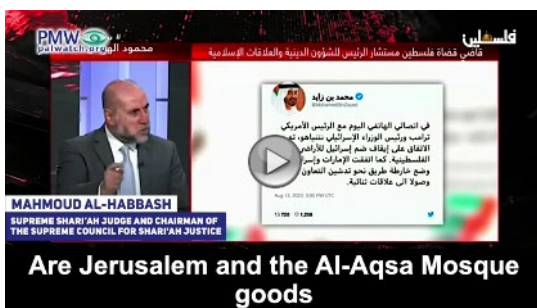 PMW
palwatch.org
محمود اله
فلسطين
قاضي قضاة فلسطين مستشار الرئيس للشؤون الدينية والعلاقات الإسلامية
محمد بن زايد
@MohamedBinZayed
في اتصالي الهاتفي اليوم مع الرئيس الأمريكي
ترامب ورئيس الوزراء الإسرائيلي نتنياهو، تم
الاتفاق على إيقاف ضم إسرائيل للأراضي
الفلسطينية. كما اتفقت الإمارات وإسرا
وضع خارطة طريق نحو تدشين التعاون
وصولا الى علاقات ثنائية.
MAHMOUD AL-HABBASH
SUPREME SHARI'AH JUDGE AND CHAIRMAN OF
THE SUPREME COUNCIL FOR SHARI'AH JUSTICE
Are Jerusalem and the Al-Aqsa Mosque
goods